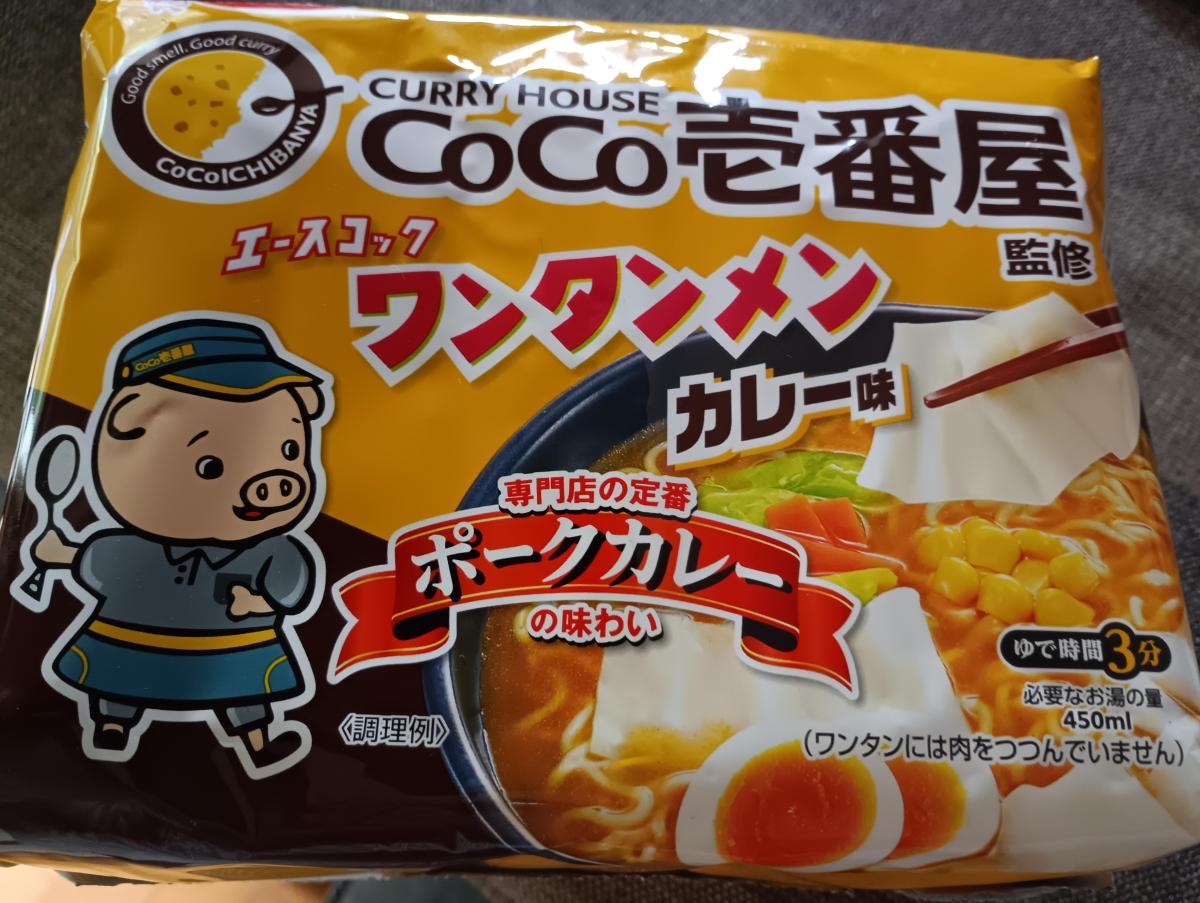 Good smell. Good curry
CoCoICHIBANYA
CURRY HOUSE
CoCo壱番屋
監修
エースコック
ワンタンメン
カレー味
CoCo壱番屋
専門店の定番
ポークカレー
の味わい
ゆで時間3分
必要なお湯の量
450ml
〈調理例〉
(ワンタンには肉をつつんでいません)